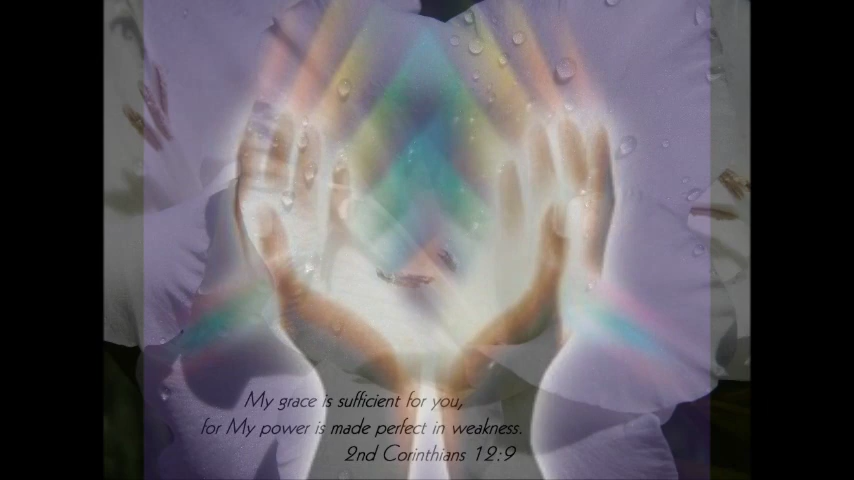 My grace is sufficient for you,
for My power is made perfect in weakness.
2nd Corinthians 12:9